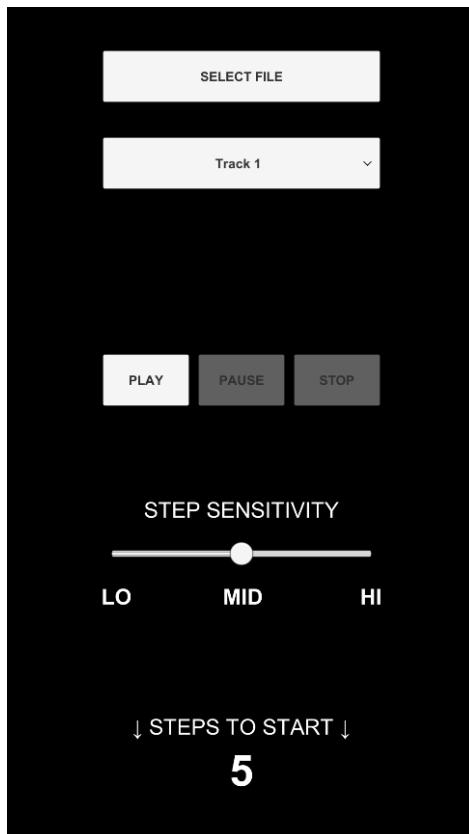 SELECT FILE
Track 1
PLAY PAUSE STOP
STEP SENSITIVITY
LO MID HI
↓ STEPS TO START ↓
5